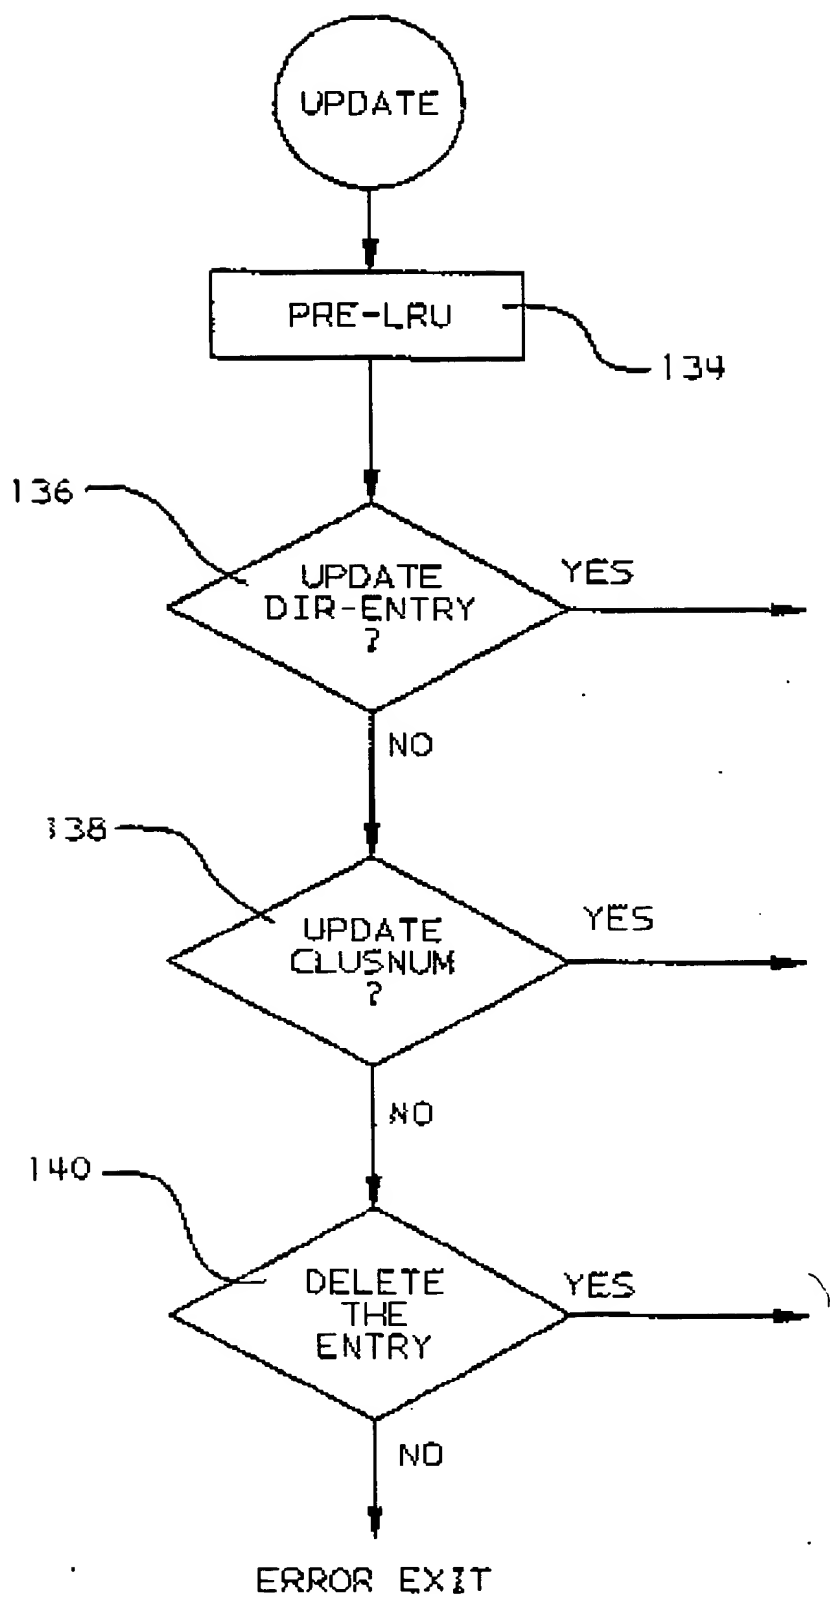 UPDATE
PRE-LRU
134
136
UPDATE
DIR-ENTRY
?
YES
NO
138
UPDATE
CLUSNUM
?
YES
NO
140
DELETE
THE
ENTRY
YES
NO
ERROR EXIT